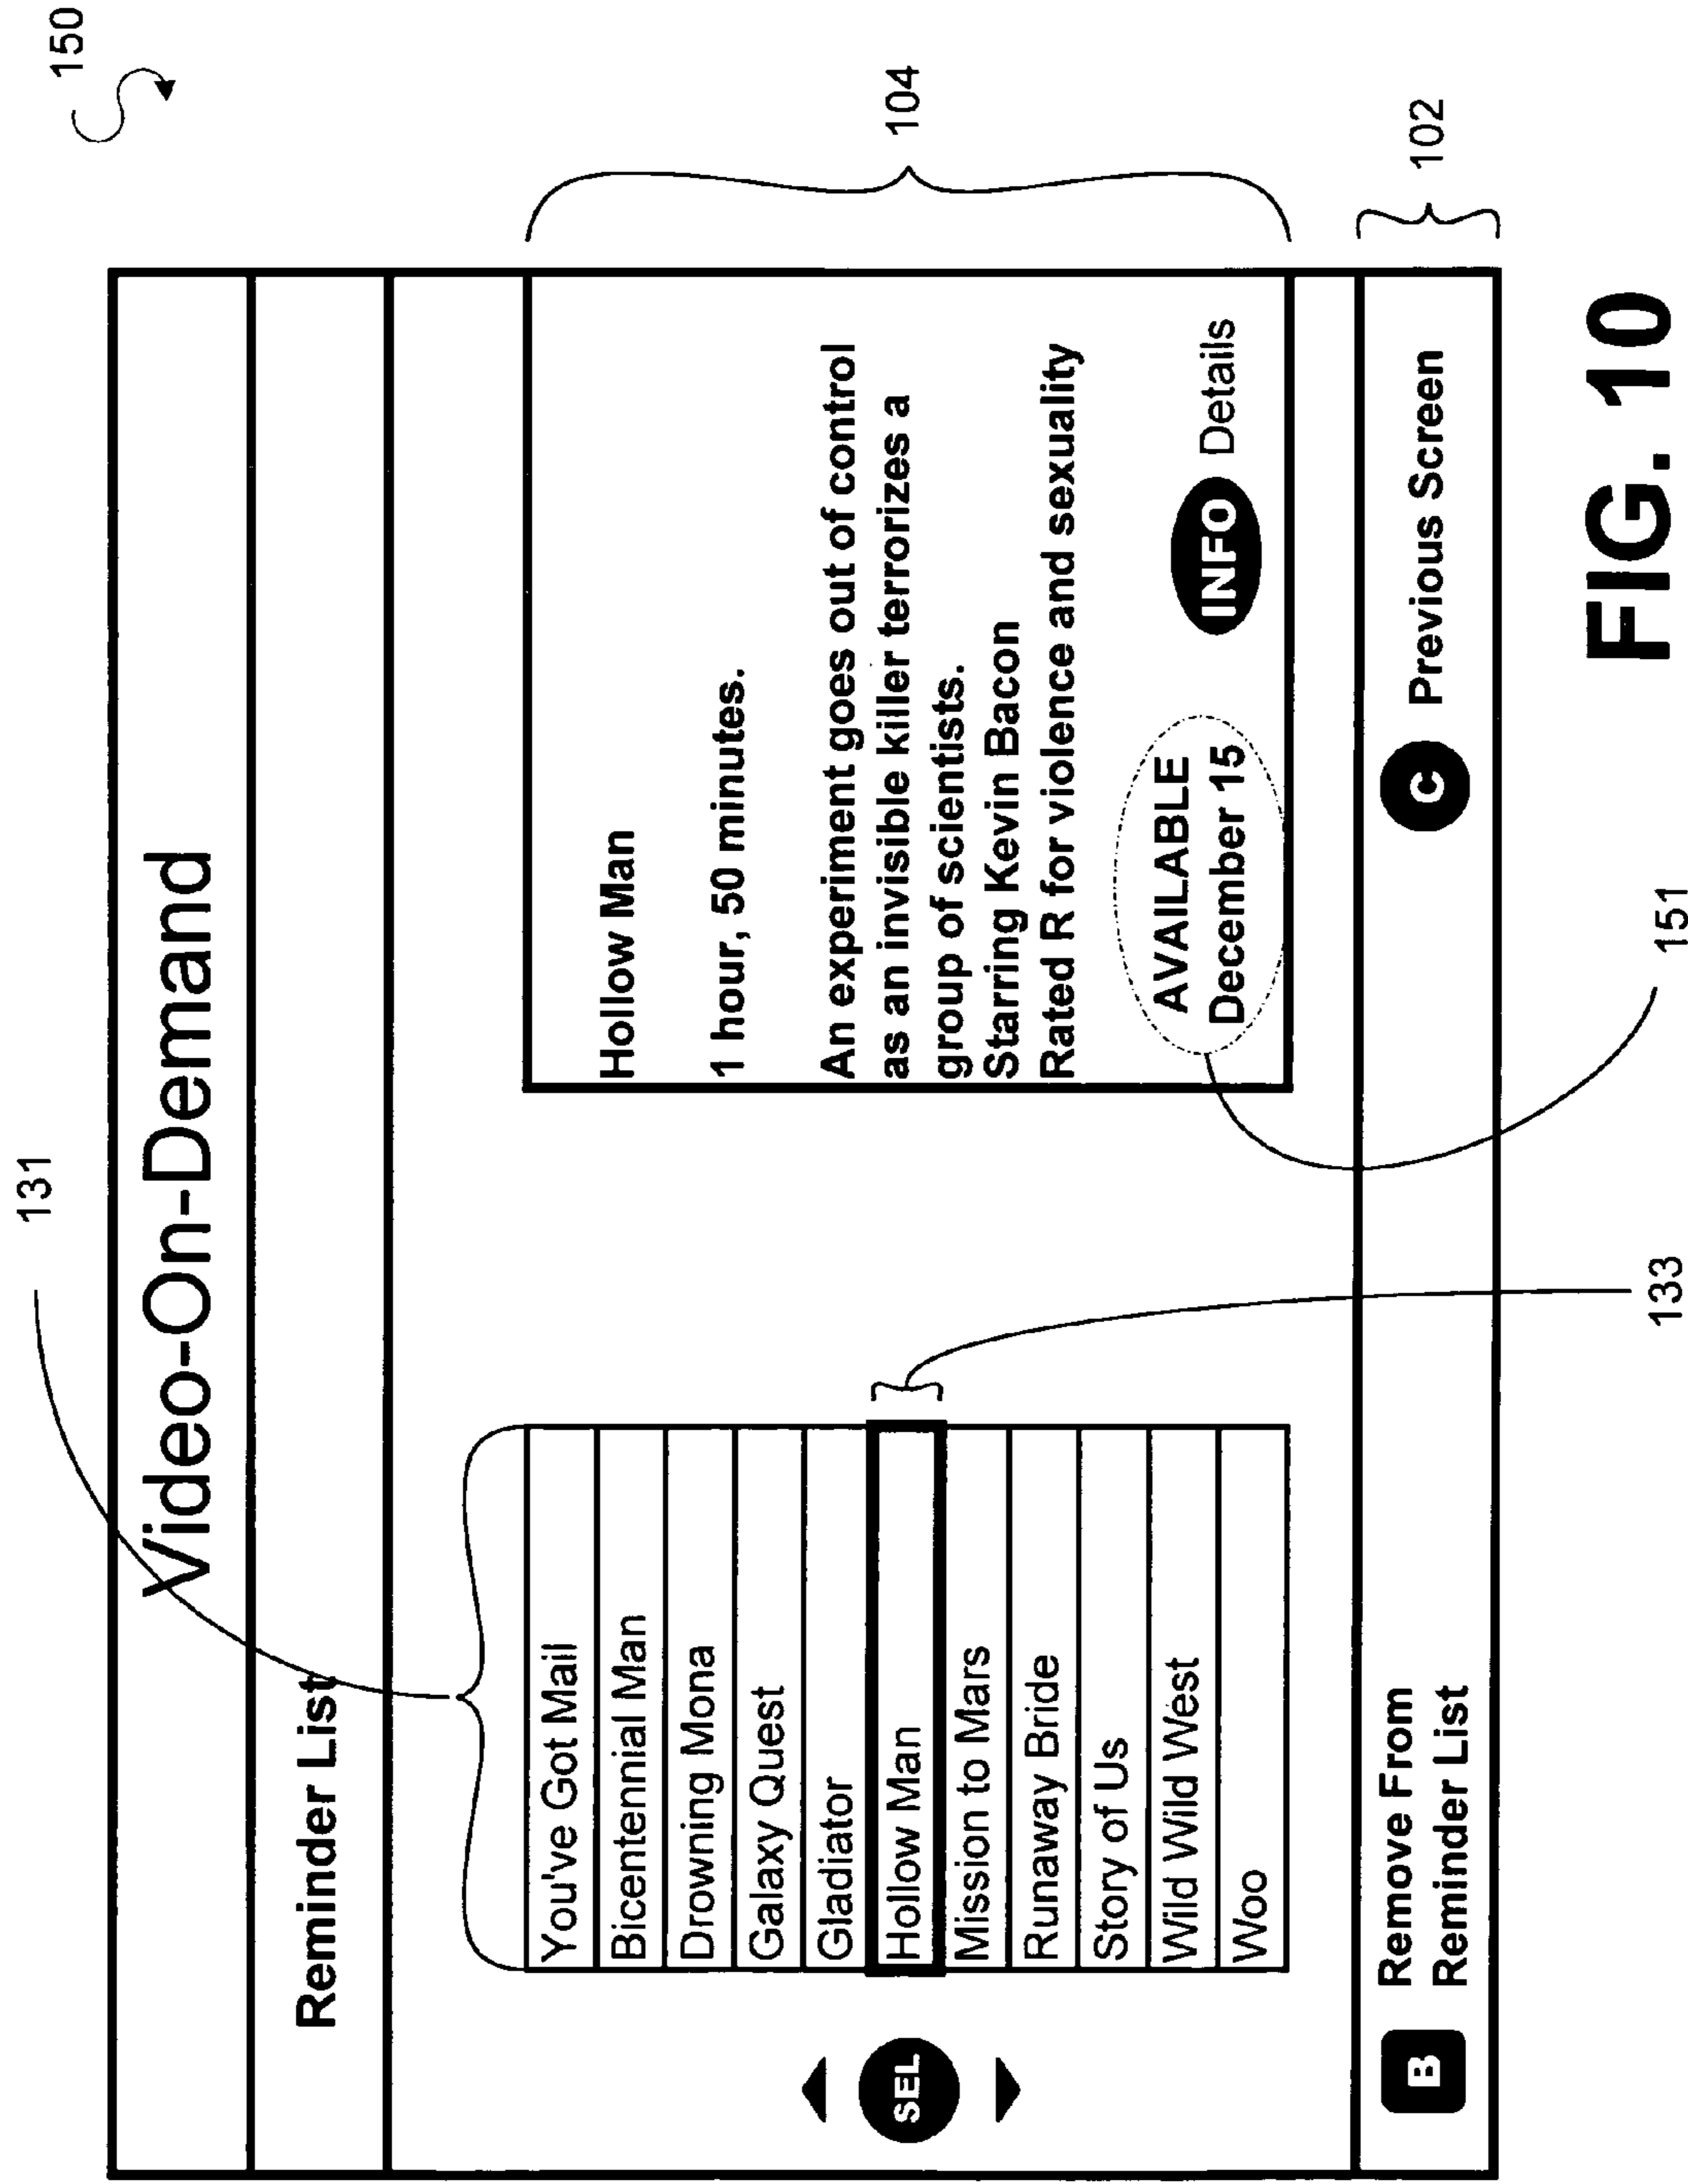 150
131
Video-On-Demand
Reminder List
You've Got Mail
Bicentennial Man
Drowning Mona
Galaxy Quest
Gladiator
Hollow Man
Mission to Mars
Runaway Bride
Story of Us
Wild Wild West
Woo
SEL
Hollow Man
1 hour, 50 minutes.
An experiment goes out of control
as an invisible killer terrorizes a
group of scientists.
Starring Kevin Bacon
Rated R for violence and sexuality
AVAILABLE
December 15
INFO Details
104
B Remove From
Reminder List
C Previous Screen
102
133
151
FIG. 10